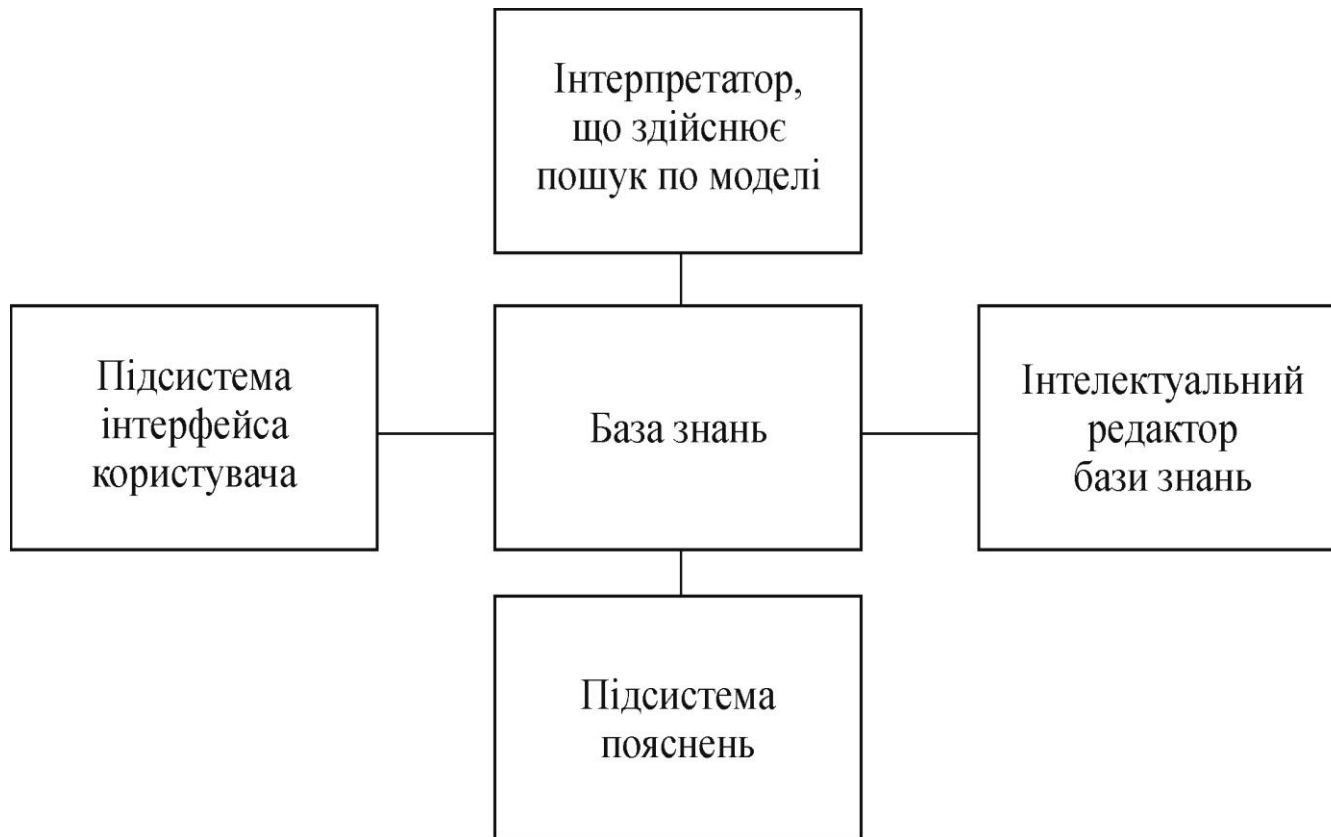 Інтерпретатор,
що здійснює
пошук по моделі
Підсистема
інтерфейса
користувача
База знань
Інтелектуальний
редактор
бази знань
Підсистема
пояснень